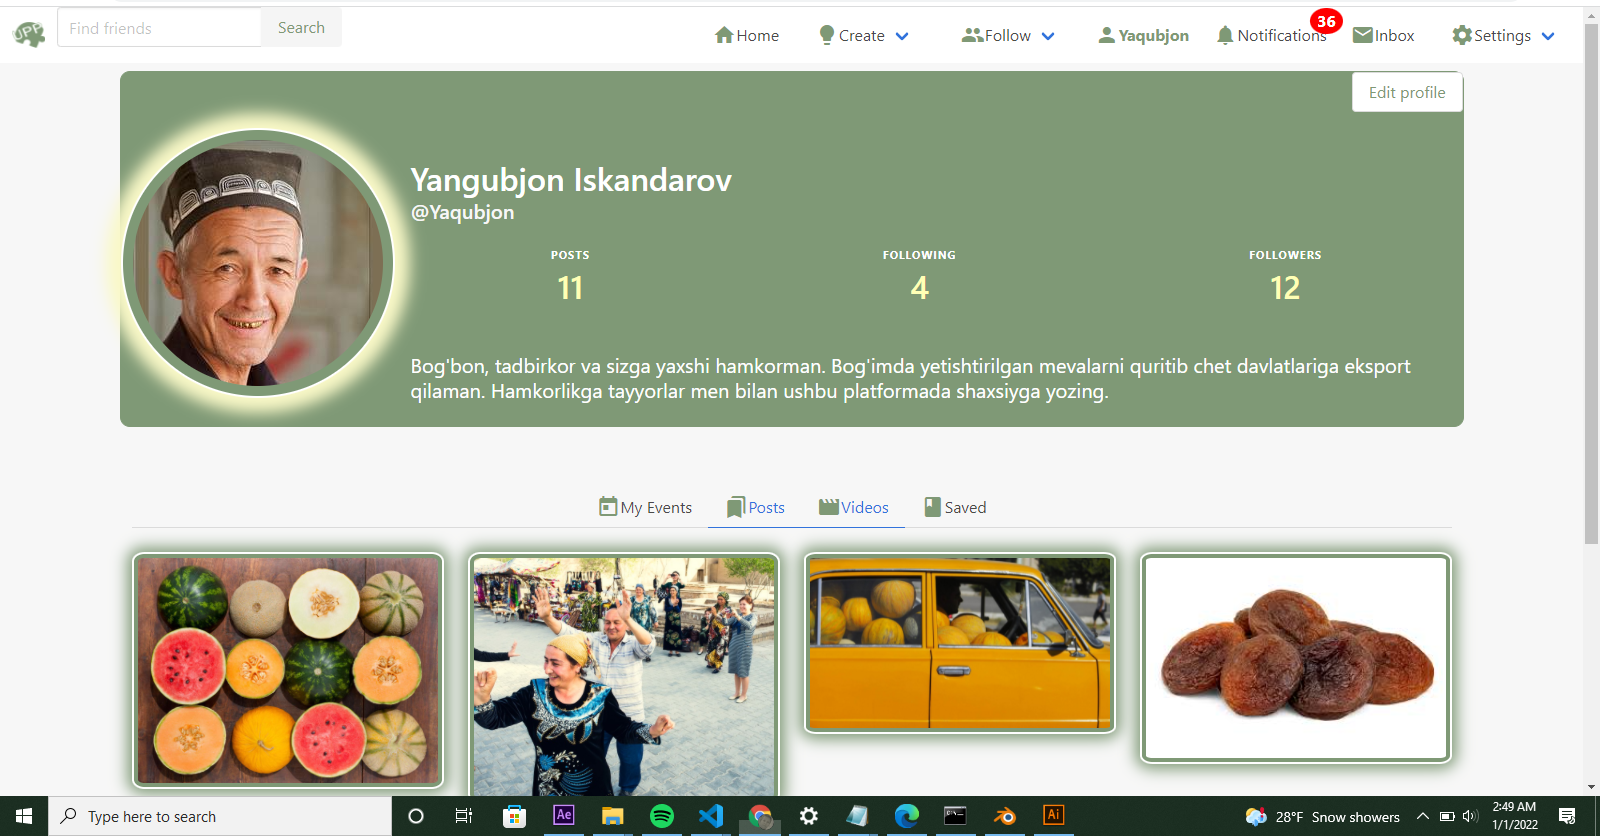 UPP
Find friends
Search
Home
Create
Follow
Yaqubjon
Notifications
36
Inbox
Settings
Edit profile
Yangubjon Iskandarov
@Yaqubjon
POSTS
FOLLOWING
FOLLOWERS
11
4
12
Bog'bon, tadbirkor va sizga yaxshi hamkorman. Bog'imda yetishtirilgan mevalarni quritib chet davlatlariga eksport
qilaman. Hamkorlikga tayyorlar men bilan ushbu platformada shaxsiyga yozing.
My Events
Posts
Videos
Saved
Type here to search
Ae
Ai
28°F Snow showers
2:49 AM
1/1/2022